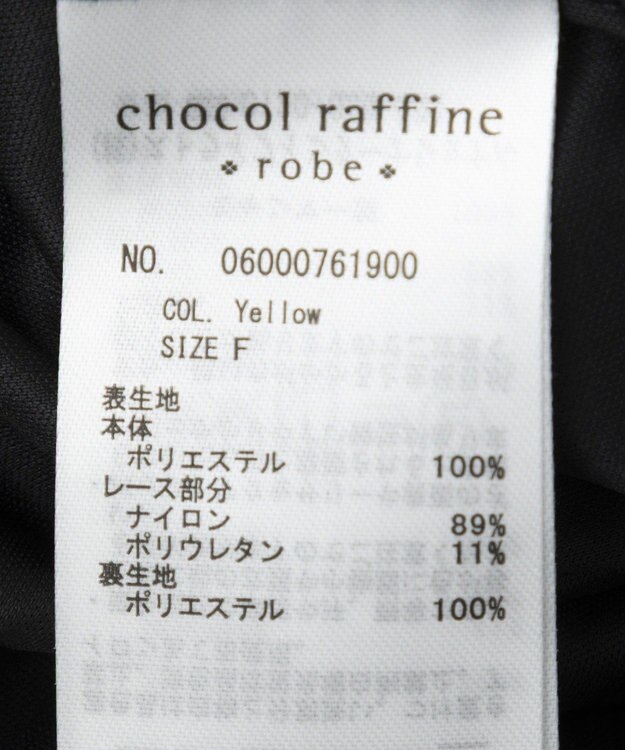 chocol raffine
robe
NO. 06000761900
COL. Yellow
SIZE F
表生地
本体
ポリエステル 100%
レース部分
ナイロン 89%
ポリウレタン 11%
裏生地
ポリエステル 100%